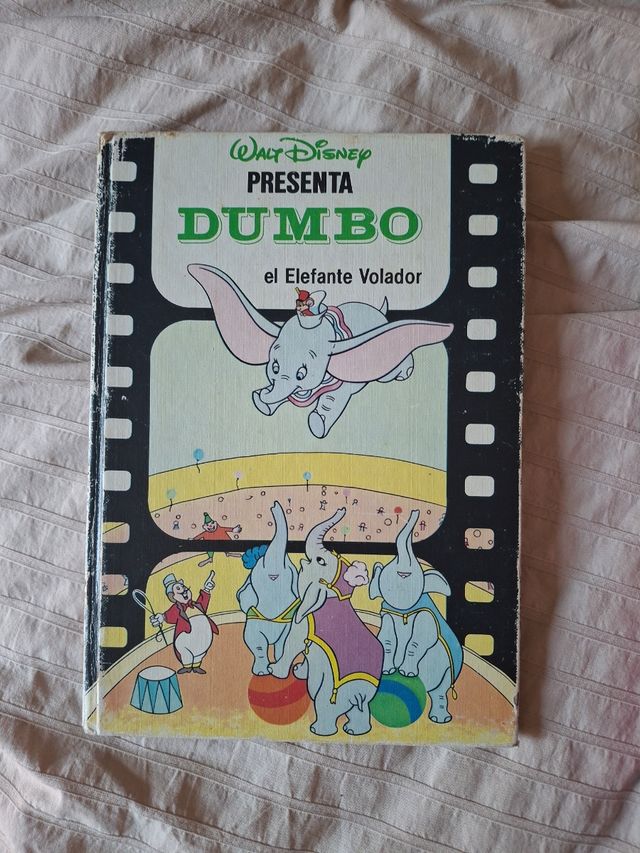 WALT DISNEY
PRESENTA
DUMBO
el Elefante Volador